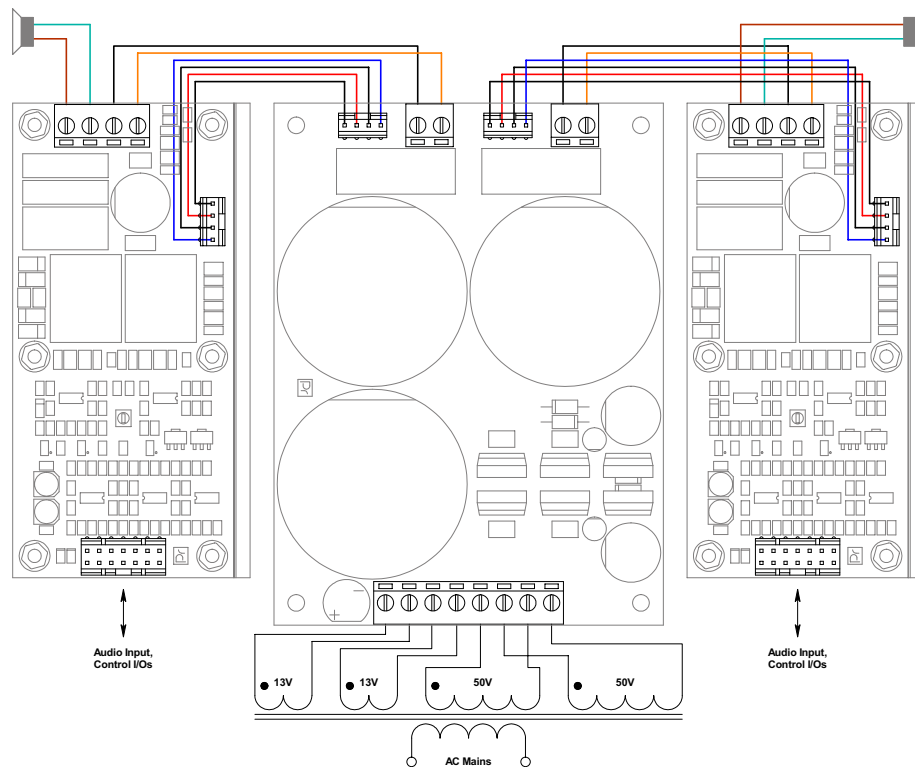 Audio Input,
Control I/Os
Audio Input,
Control I/Os
13V
13V
50V
50V
AC Mains